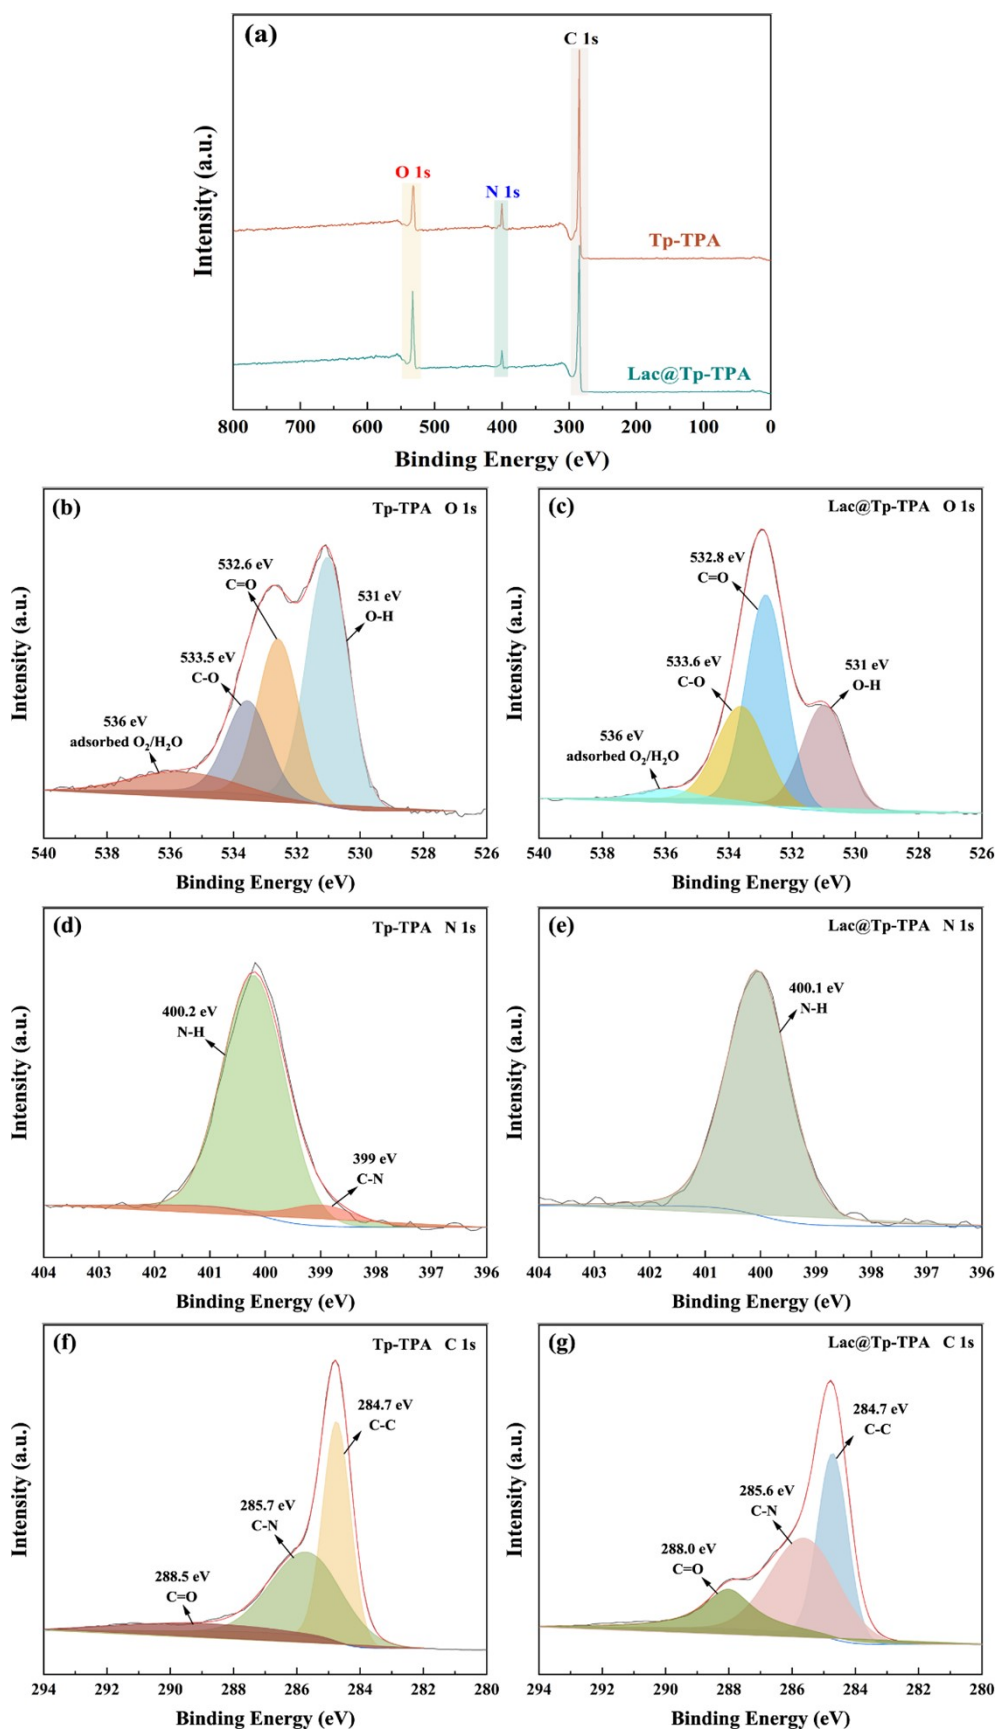 (a)
C 1s
O 1s
N 1s
Tp-TPA
Lac@Tp-TPA
Intensity (a.u.)
800 700 600 500 400 300 200 100 0
Binding Energy (eV)
(b)
Tp-TPA O 1s
532.6 eV
C=O
531 eV
O-H
533.5 eV
C-O
536 eV
adsorbed O₂/H₂O
Intensity (a.u.)
540 538 536 534 532 530 528 526
Binding Energy (eV)
(c)
Lac@Tp-TPA O 1s
532.8 eV
C=O
533.6 eV
C-O
531 eV
O-H
536 eV
adsorbed O₂/H₂O
Intensity (a.u.)
540 538 536 534 532 530 528 526
Binding Energy (eV)
(d)
Tp-TPA N 1s
400.2 eV
N-H
399 eV
C-N
Intensity (a.u.)
404 403 402 401 400 399 398 397 396
Binding Energy (eV)
(e)
Lac@Tp-TPA N 1s
400.1 eV
N-H
Intensity (a.u.)
404 403 402 401 400 399 398 397 396
Binding Energy (eV)
(f)
Tp-TPA C 1s
284.7 eV
C-C
285.7 eV
C-N
288.5 eV
C=O
Intensity (a.u.)
294 292 290 288 286 284 282 280
Binding Energy (eV)
(g)
Lac@Tp-TPA C 1s
284.7 eV
C-C
285.6 eV
C-N
288.0 eV
C=O
Intensity (a.u.)
294 292 290 288 286 284 282 280
Binding Energy (eV)